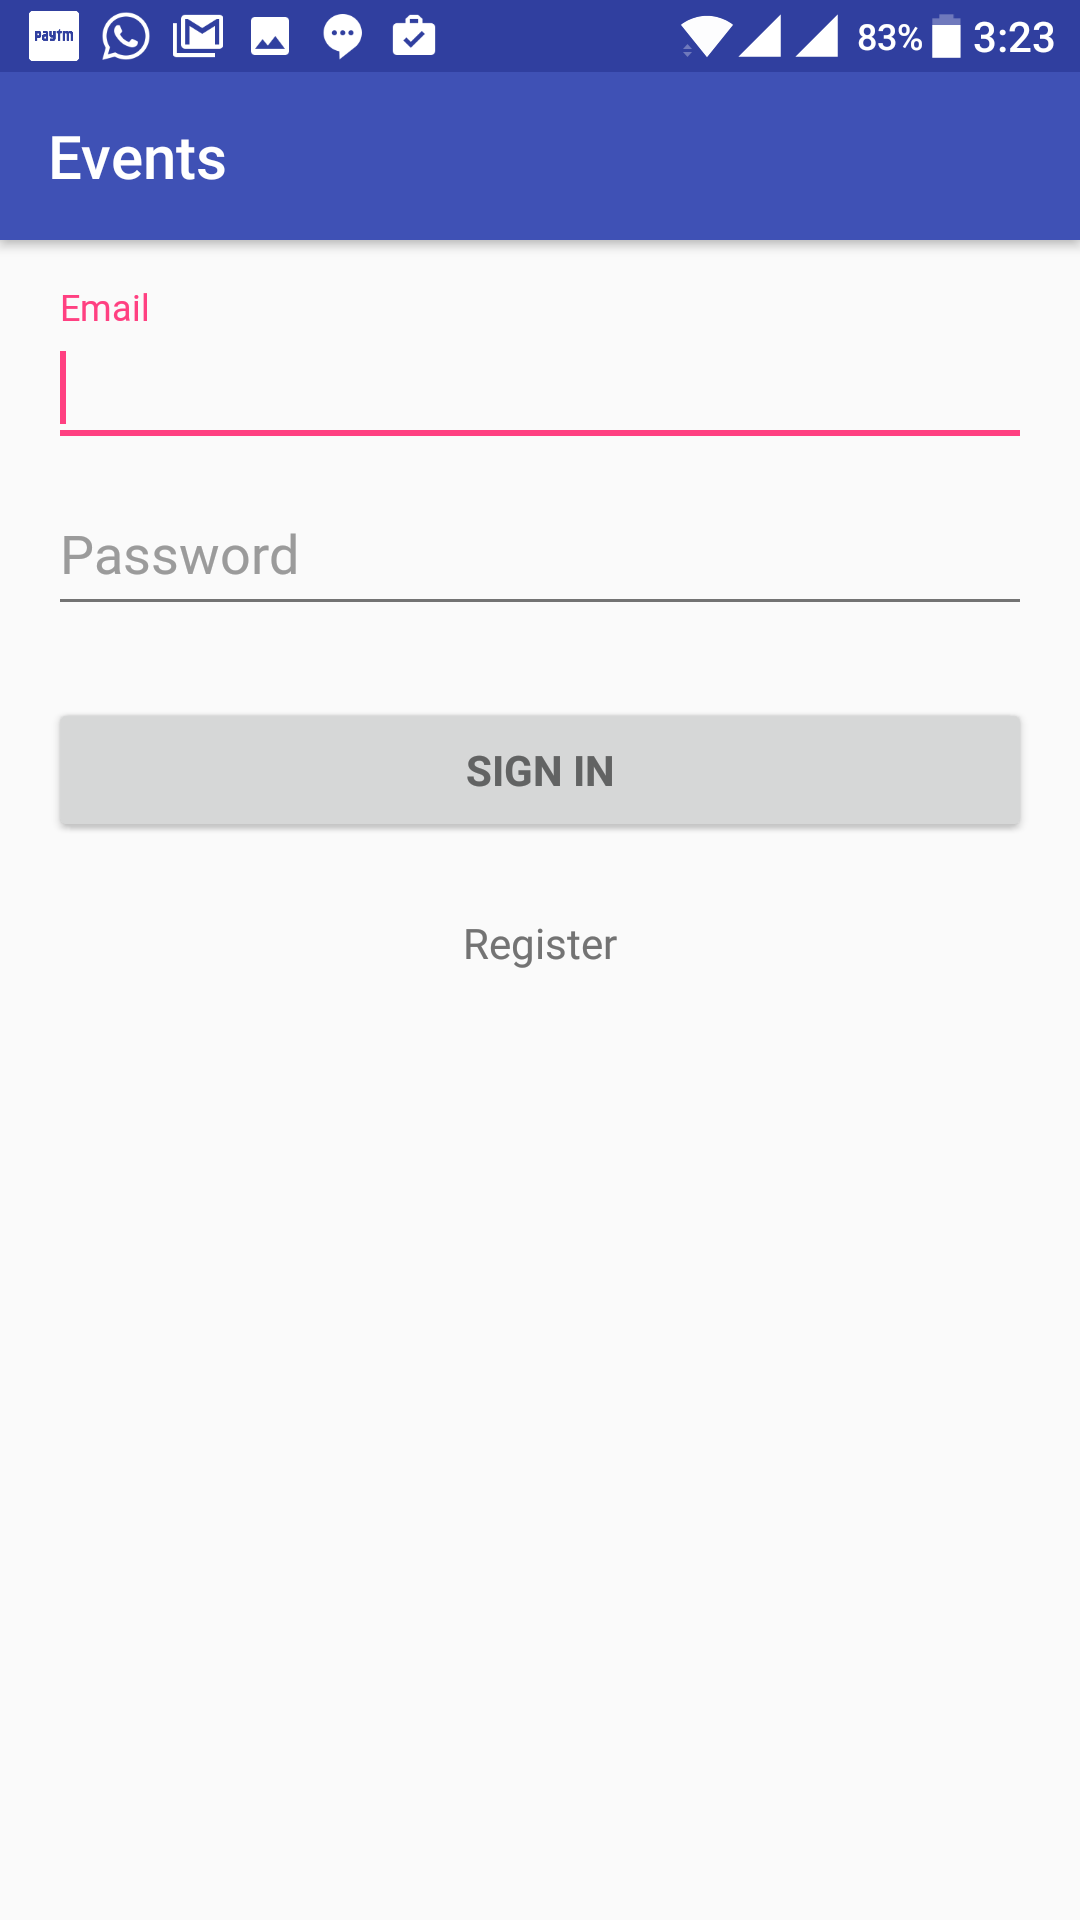 paytm 83% 3:23
Events
Email
Password
SIGN IN
Register